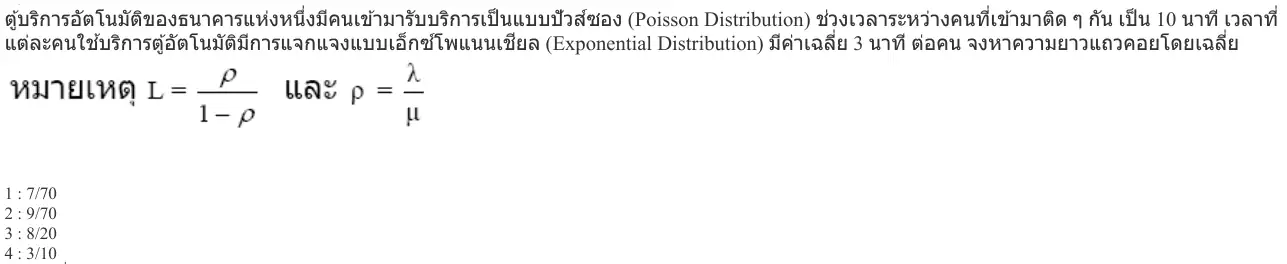 ตู้บริการอัตโนมัติของธนาคารแห่งหนึ่งมีคนเข้ามารับบริการเป็นแบบปัวส์ซอง (Poisson Distribution) ช่วงเวลาระหว่างคนที่เข้ามาติด ๆ กัน เป็น 10 นาที เวลาที่
แต่ละคนใช้บริการตู้อัตโนมัติมีการแจกแจงแบบเอ็กซ์โพแนนเชียล (Exponential Distribution) มีค่าเฉลี่ย 3 นาที ต่อคน จงหาความยาวแถวคอยโดยเฉลี่ย
หมายเหตุ L = ρ / (1 − ρ) และ ρ = λ / μ
1 : 7/70
2 : 9/70
3 : 8/20
4 : 3/10